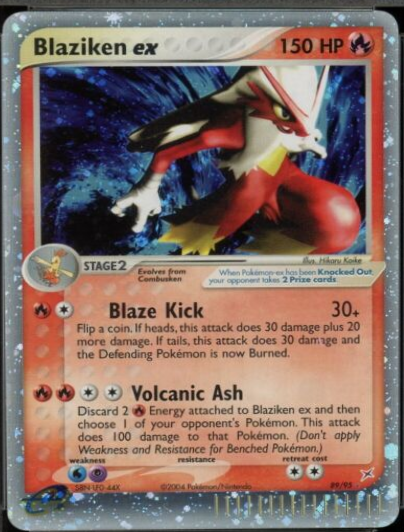 Blaziken ex 150 HP
Illus. Hikaru Koike
STAGE 2
Evolves from
Combusken
When Pokémon-ex has been Knocked Out,
your opponent takes 2 Prize cards.
Blaze Kick 30+
Flip a coin. If heads, this attack does 30 damage plus 20
more damage. If tails, this attack does 30 damage and
the Defending Pokémon is now Burned.
Volcanic Ash
Discard 2 Energy attached to Blaziken ex and then
choose 1 of your opponent's Pokémon. This attack
does 100 damage to that Pokémon. (Don't apply
Weakness and Resistance for Benched Pokémon.)
weakness resistance retreat cost
©2004 Pokémon/Nintendo 89/95